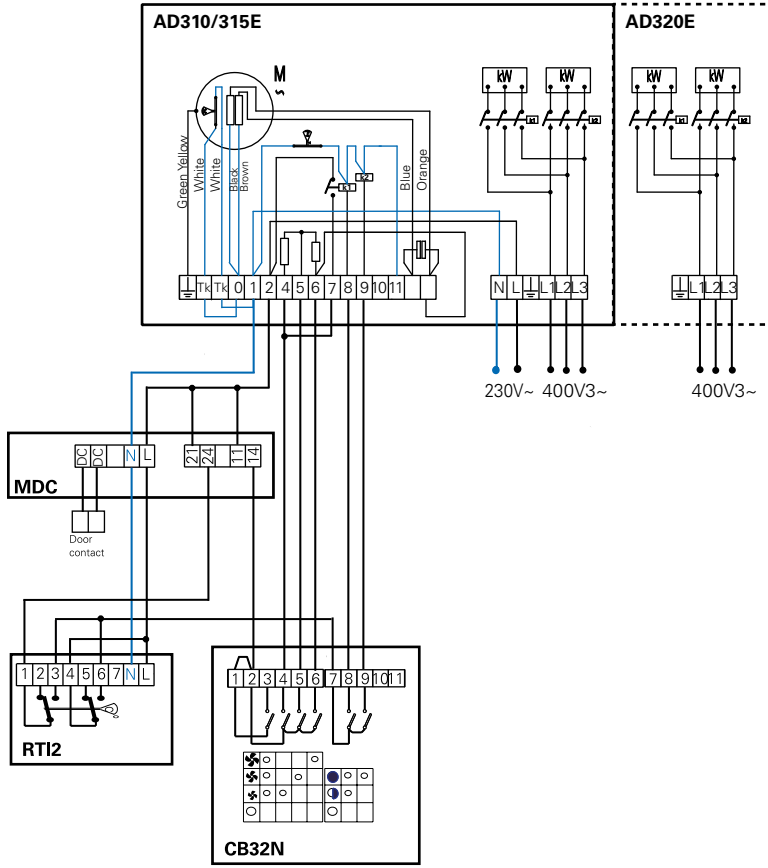 AD310/315E
AD320E
M
~
kW kW kW kW
k1 k2 k1 k2
Green Yellow
White
White
Black
Brown
k1
k2
Blue
Orange
Tk Tk 0 1 2 4 5 6 7 8 9 10 11
N L L1 L2 L3
L1 L2 L3
230V~ 400V3~
400V3~
DC DC N L
21 24 11 14
MDC
Door
contact
1 2 3 4 5 6 7 N L
RTI2
1 2 3 4 5 6 7 8 9 10 11
CB32N